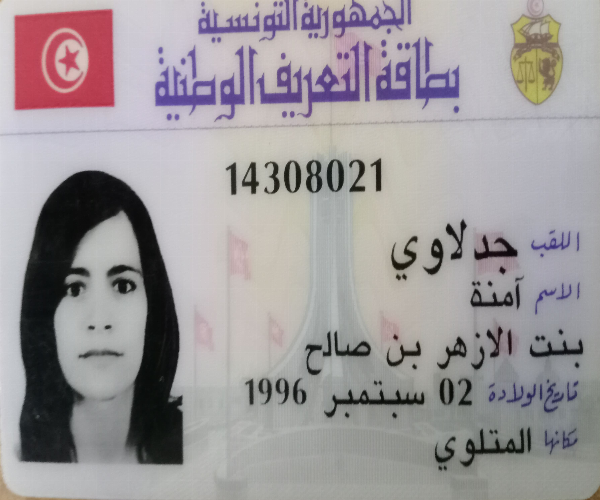 الجمهورية التونسية
بطاقة التعريف الوطنية
14308021
اللقب جدلاوي
الاسم آمنة
بنت الازهر بن صالح
تاريخ الولادة 02 سبتمبر 1996
مكانها المتلوي